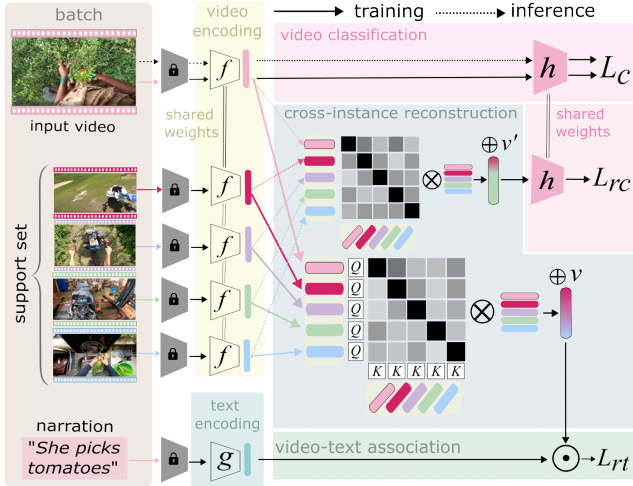 batch
video
encoding
training
inference
video classification
f
h
L_C
input video
shared
weights
cross-instance reconstruction
shared
weights
⊕ v'
⊗
h
L_rc
f
support set
f
f
f
Q
Q
Q
Q
Q
⊗
⊕ v
K K K K K
narration
"She picks
tomatoes"
text
encoding
g
video-text association
L_rt